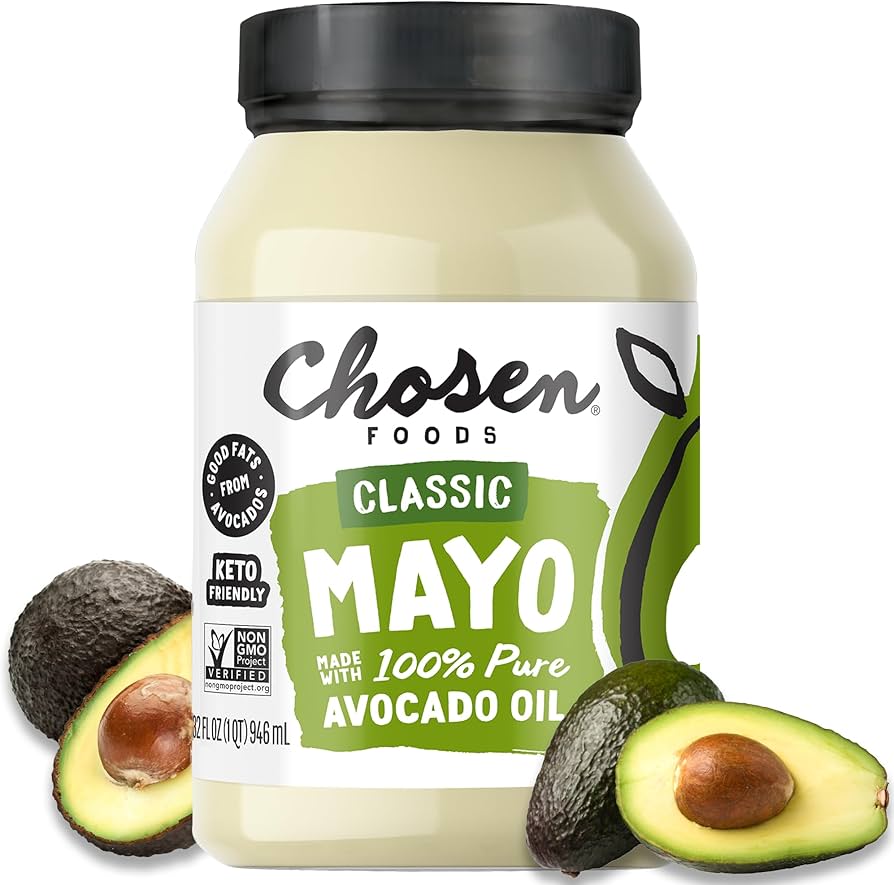 Chosen®
FOODS
CLASSIC
MAYO
MADE
WITH
100% Pure
AVOCADO OIL
GOOD FATS
FROM
AVOCADOS
KETO
FRIENDLY
NON
GMO
Project
VERIFIED
nongmoproject.org
32 FL OZ (1 QT) 946 mL